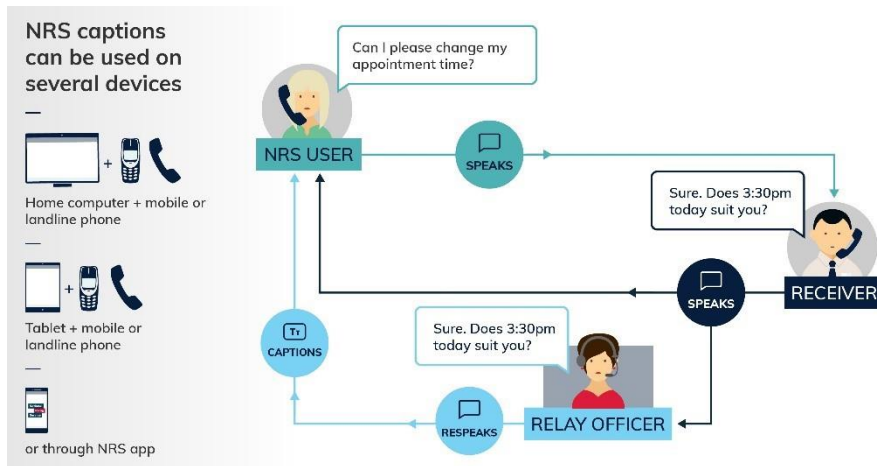 NRS captions
can be used on
several devices
Home computer + mobile or
landline phone
Tablet + mobile or
landline phone
or through NRS app
Can I please change my
appointment time?
NRS USER
SPEAKS
Sure. Does 3:30pm
today suit you?
RECEIVER
SPEAKS
Sure. Does 3:30pm
today suit you?
RELAY OFFICER
RESPEAKS
Tт
CAPTIONS